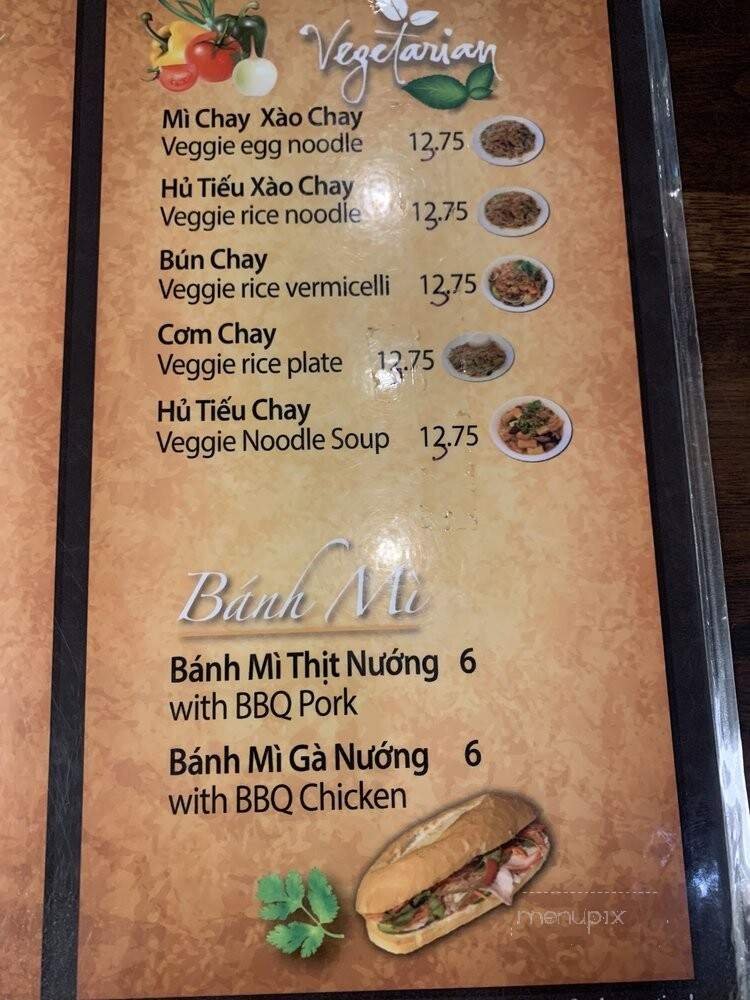 Vegetarian
Mì Chay Xào Chay
Veggie egg noodle 12.75
Hủ Tiếu Xào Chay
Veggie rice noodle 12.75
Bún Chay
Veggie rice vermicelli 12.75
Cơm Chay
Veggie rice plate 12.75
Hủ Tiếu Chay
Veggie Noodle Soup 12.75
Bánh Mì
Bánh Mì Thịt Nướng 6
with BBQ Pork
Bánh Mì Gà Nướng 6
with BBQ Chicken
menupix